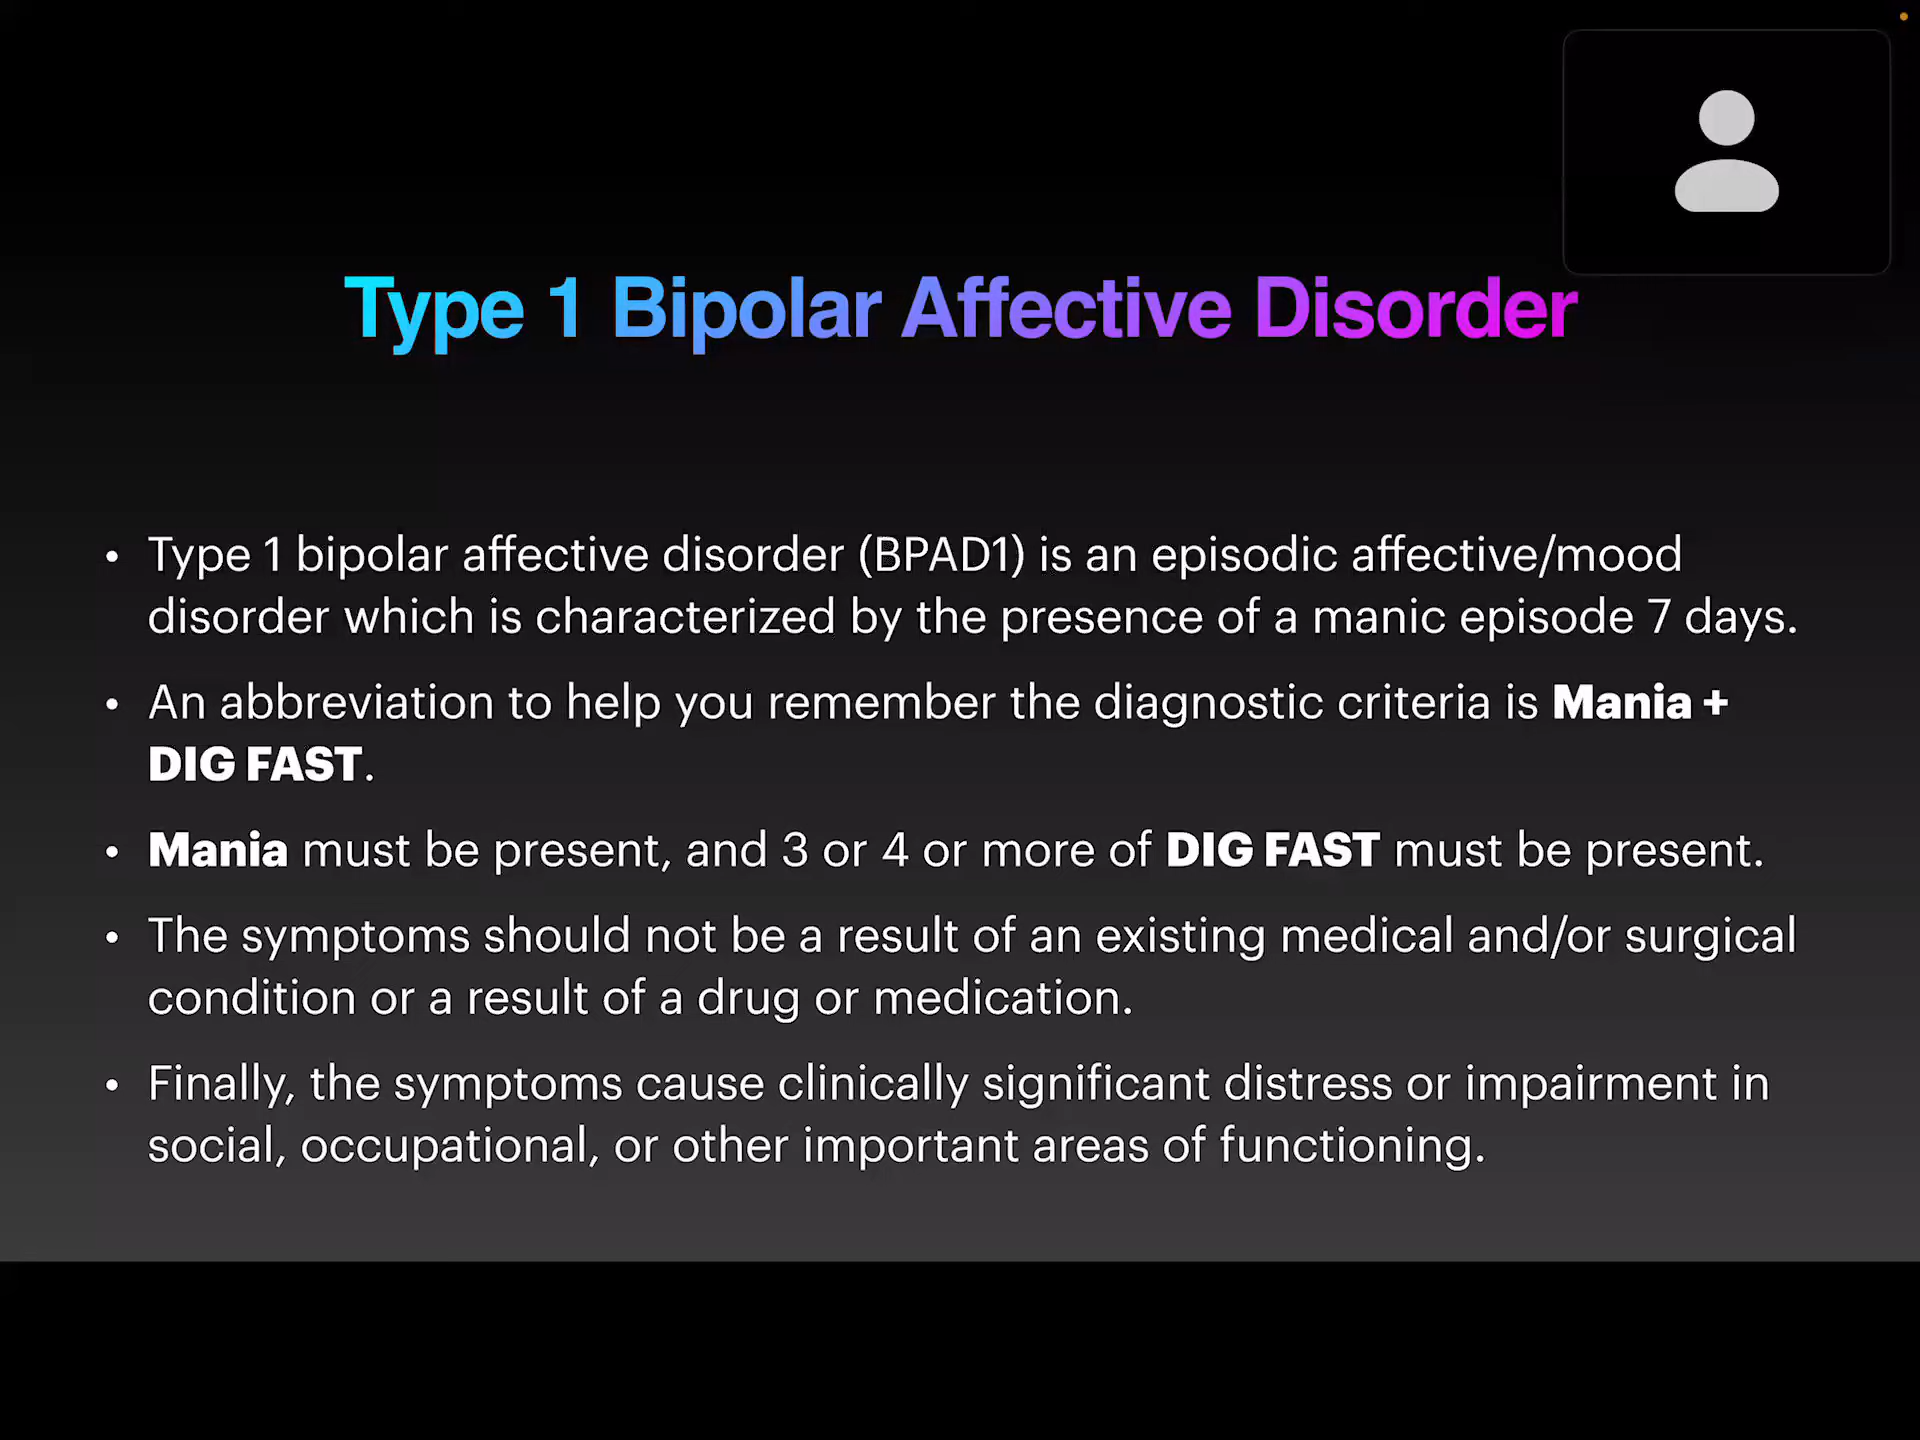 Type 1 Bipolar Affective Disorder
• Type 1 bipolar affective disorder (BPAD1) is an episodic affective/mood
disorder which is characterized by the presence of a manic episode 7 days.
• An abbreviation to help you remember the diagnostic criteria is Mania +
DIG FAST.
• Mania must be present, and 3 or 4 or more of DIG FAST must be present.
• The symptoms should not be a result of an existing medical and/or surgical
condition or a result of a drug or medication.
• Finally, the symptoms cause clinically significant distress or impairment in
social, occupational, or other important areas of functioning.